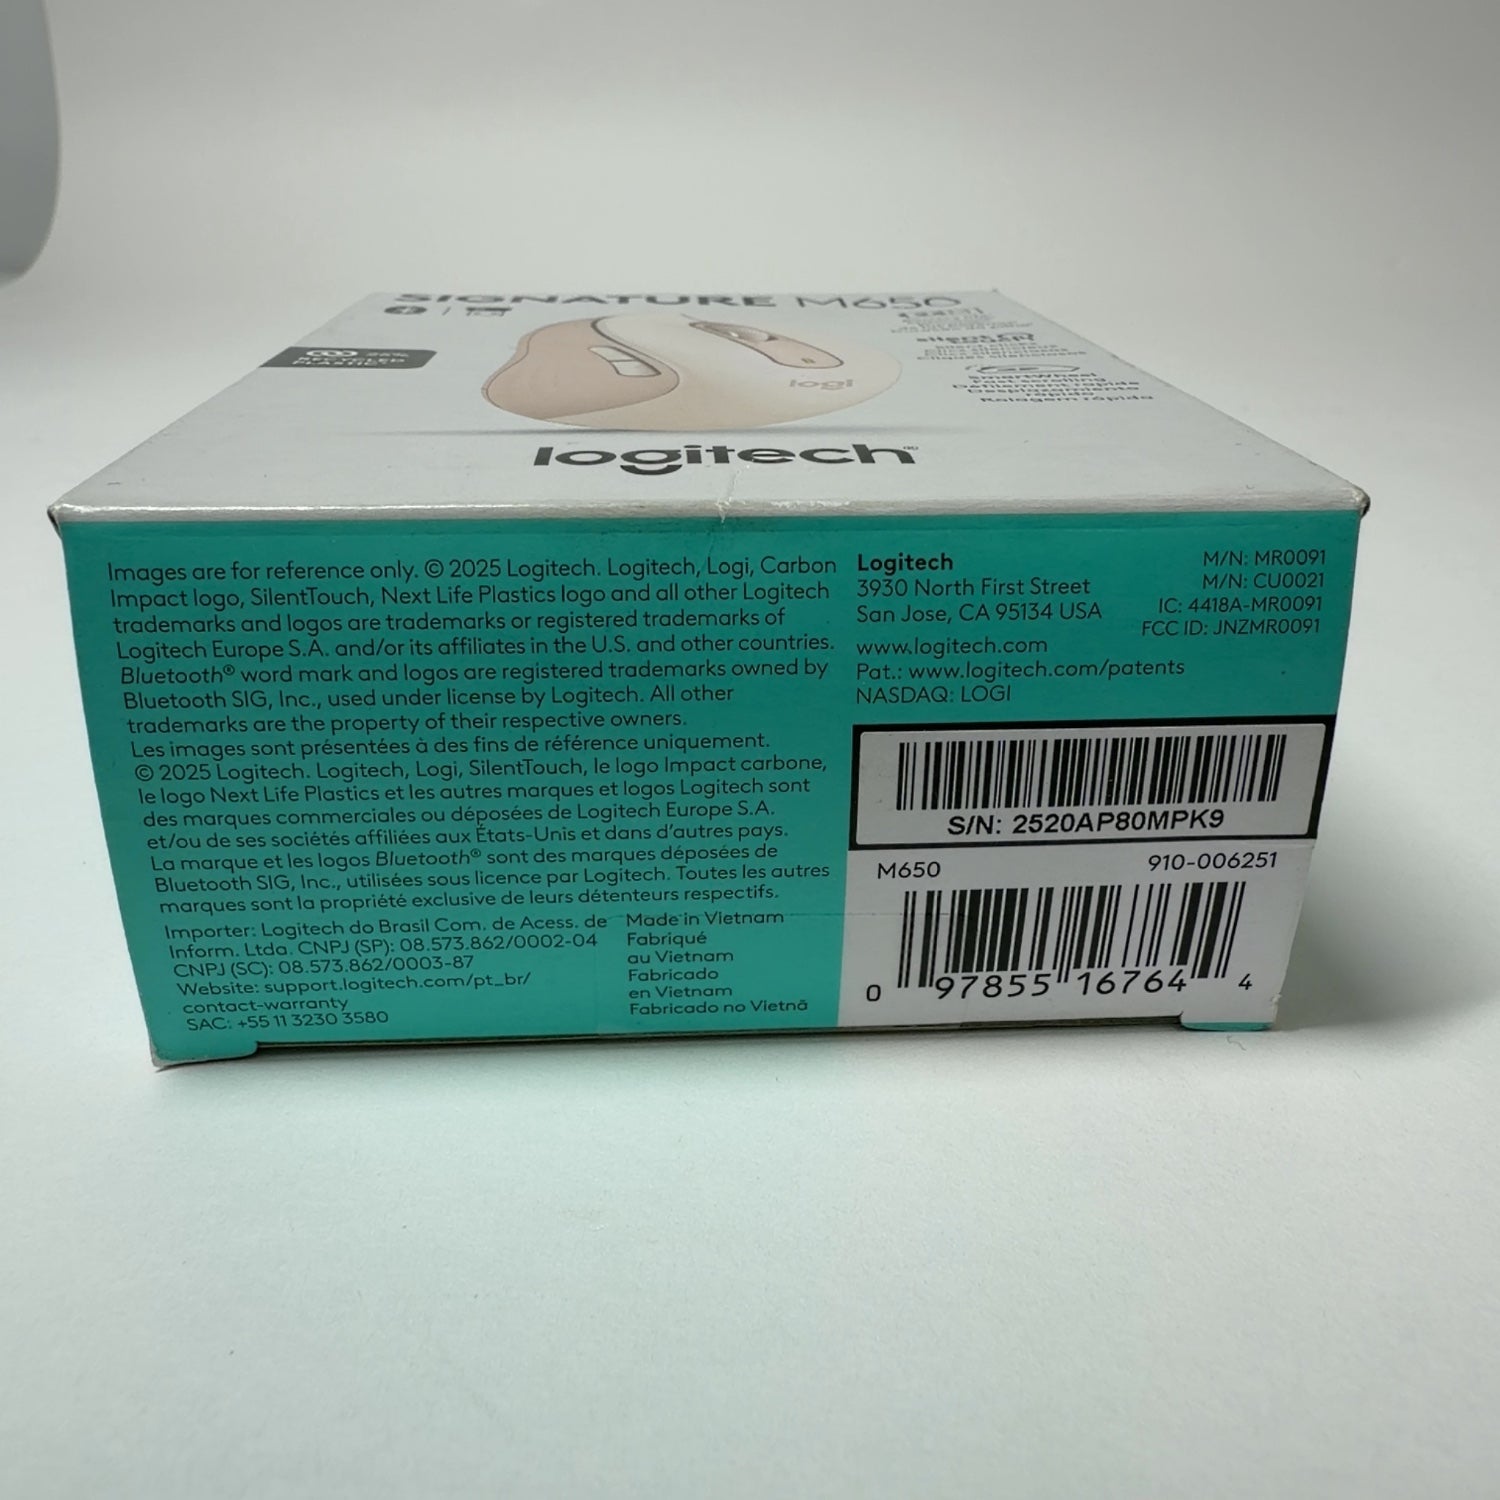 SIGNATURE M650
RECYCLED
PLASTIC
logi
SmartWheel
Fast scrolling
Défilement rapide
Desplazamiento
rápido
Rolagem rápida
logitech®
Images are for reference only. © 2025 Logitech. Logitech, Logi, Carbon
Impact logo, SilentTouch, Next Life Plastics logo and all other Logitech
trademarks and logos are trademarks or registered trademarks of
Logitech Europe S.A. and/or its affiliates in the U.S. and other countries.
Bluetooth® word mark and logos are registered trademarks owned by
Bluetooth SIG, Inc., used under license by Logitech. All other
trademarks are the property of their respective owners.
Les images sont présentées à des fins de référence uniquement.
© 2025 Logitech. Logitech, Logi, SilentTouch, le logo Impact carbone,
le logo Next Life Plastics et les autres marques et logos Logitech sont
des marques commerciales ou déposées de Logitech Europe S.A.
et/ou de ses sociétés affiliées aux États-Unis et dans d'autres pays.
La marque et les logos Bluetooth® sont des marques déposées de
Bluetooth SIG, Inc., utilisées sous licence par Logitech. Toutes les autres
marques sont la propriété exclusive de leurs détenteurs respectifs.
Importer: Logitech do Brasil Com. de Acess. de
Inform. Ltda. CNPJ (SP): 08.573.862/0002-04
CNPJ (SC): 08.573.862/0003-87
Website: support.logitech.com/pt_br/
contact-warranty
SAC: +55 11 3230 3580
Made in Vietnam
Fabriqué
au Vietnam
Fabricado
en Vietnam
Fabricado no Vietnã
Logitech
3930 North First Street
San Jose, CA 95134 USA
www.logitech.com
Pat.: www.logitech.com/patents
NASDAQ: LOGI
M/N: MR0091
M/N: CU0021
IC: 4418A-MR0091
FCC ID: JNZMR0091
S/N: 2520AP80MPK9
M650 910-006251
0 97855 16764 4